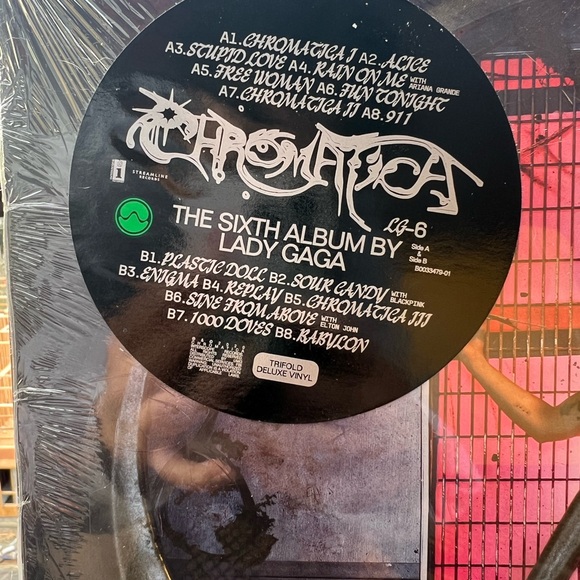 A1.CHROMATICA I A2.ALICE
A3.STUPID LOVE A4.RAIN ON ME WITH ARIANA GRANDE
A5.FREE WOMAN A6.FUN TONIGHT
A7.CHROMATICA II A8.911
CHROMATICA
STREAMLINE RECORDS
LG-6
THE SIXTH ALBUM BY
LADY GAGA
Side A
&
Side B
B0033479-01
B1.PLASTIC DOLL B2.SOUR CANDY WITH BLACKPINK
B3.ENIGMA B4.REPLAY B5.CHROMATICA III
B6.SINE FROM ABOVE WITH ELTON JOHN
B7.1000 DOVES B8.BABYLON
TRIFOLD
DELUXE VINYL